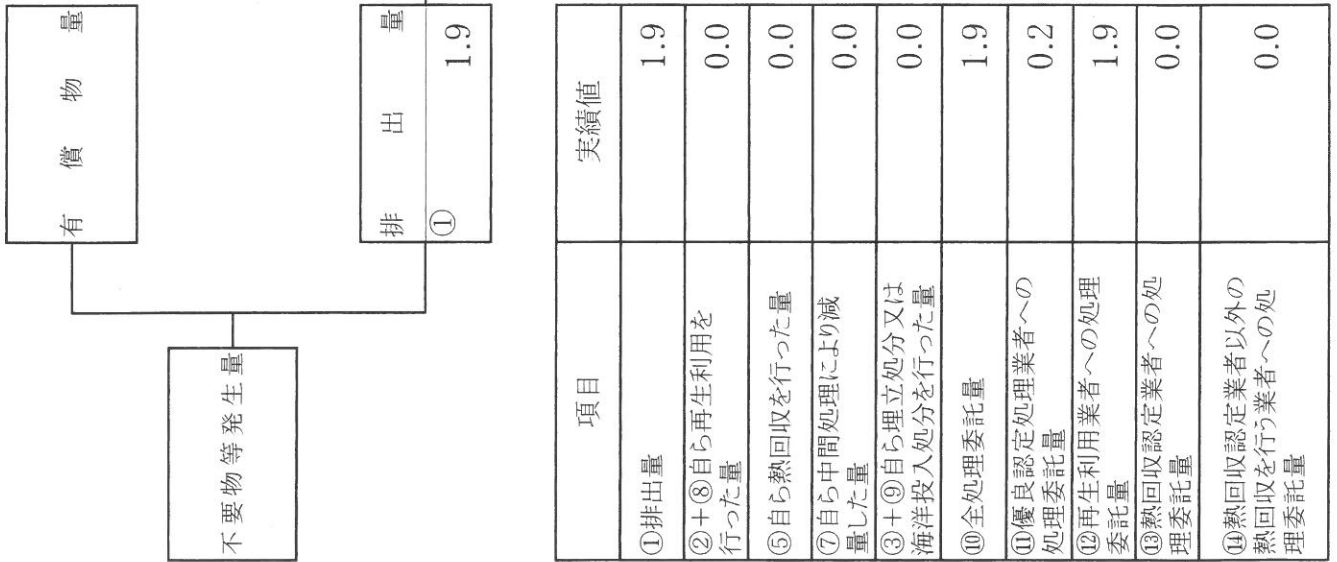 不要物等発生量
有償物量
排出量
① 1.9
項目 実績値
①排出量 1.9
②+⑧自ら再生利用を
行った量 0.0
⑤自ら熱回収を行った量 0.0
⑦自ら中間処理により減
量した量 0.0
③+⑨自ら埋立処分又は
海洋投入処分を行った量 0.0
⑩全処理委託量 1.9
⑪優良認定処理業者への
処理委託量 0.2
⑫再生利用業者への処理
委託量 1.9
⑬熱回収認定業者への処
理委託量 0.0
⑭熱回収認定業者以外の
熱回収を行う業者への処
理委託量 0.0